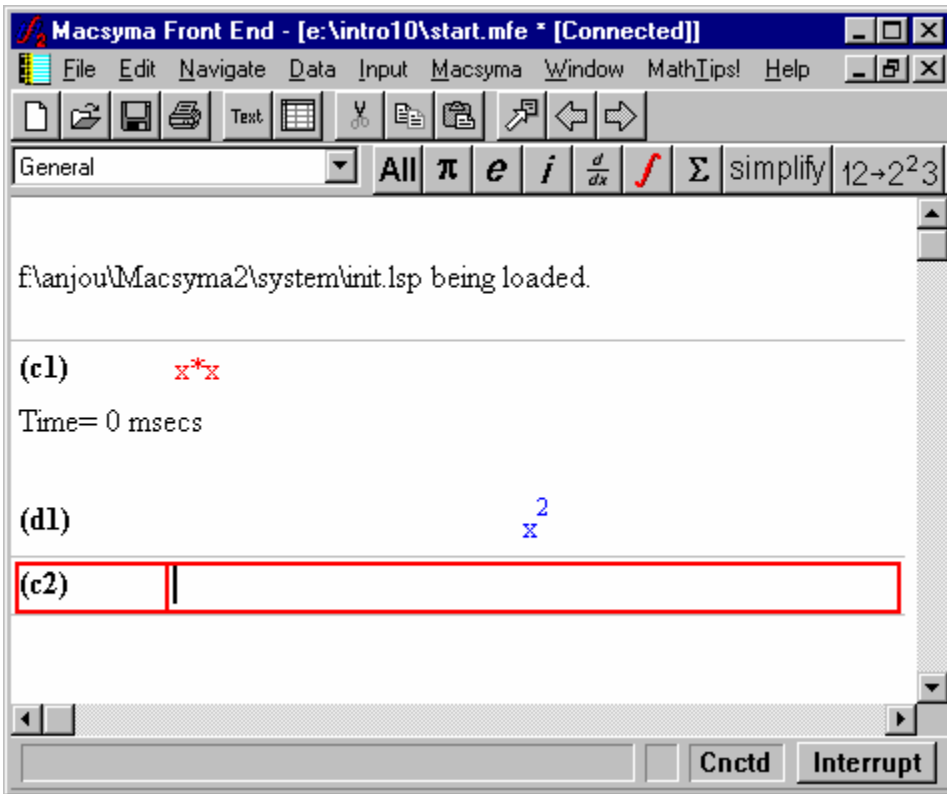 Macsyma Front End - [e:\intro10\start.mfe * [Connected]]
File Edit Navigate Data Input Macsyma Window MathTips! Help
Text
General All π e i d/dx ∫ Σ simplify 12→2²3
f:\anjou\Macsyma2\system\init.lsp being loaded.
(c1) x*x
Time= 0 msecs
(d1) x²
(c2)
Cnctd Interrupt